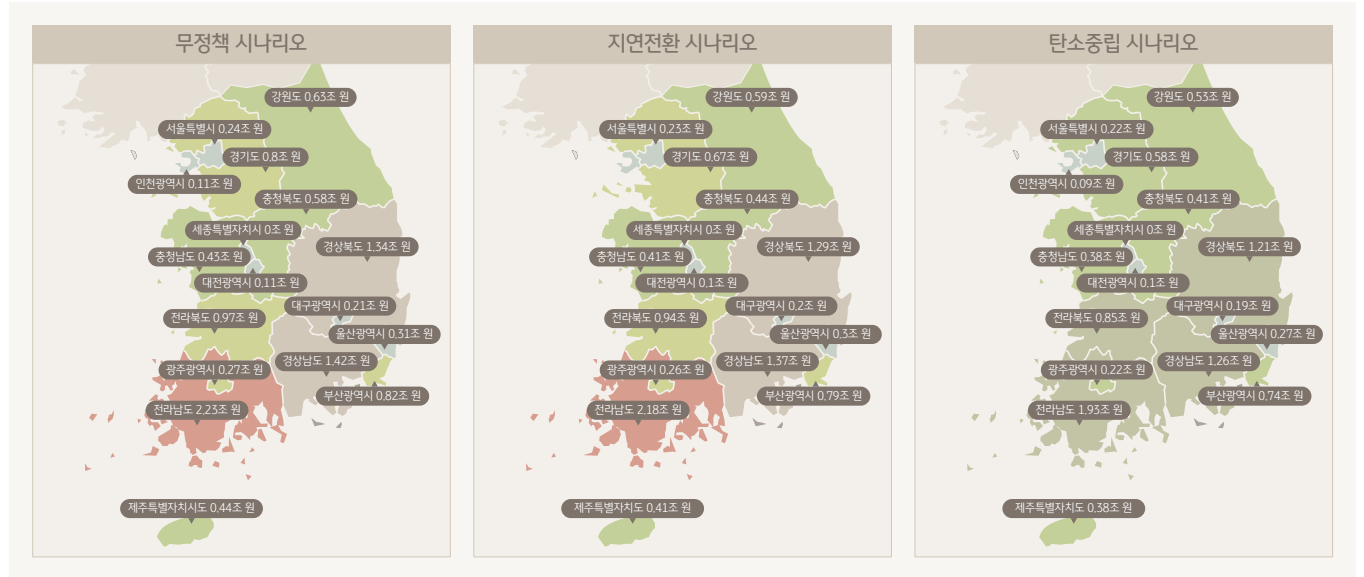 무정책 시나리오
강원도 0.63조 원
서울특별시 0.24조 원
경기도 0.8조 원
인천광역시 0.11조 원
충청북도 0.58조 원
세종특별자치시 0조 원
경상북도 1.34조 원
충청남도 0.43조 원
대전광역시 0.11조 원
대구광역시 0.21조 원
전라북도 0.97조 원
울산광역시 0.31조 원
경상남도 1.42조 원
광주광역시 0.27조 원
부산광역시 0.82조 원
전라남도 2.23조 원
제주특별자치시도 0.44조 원
지연전환 시나리오
강원도 0.59조 원
서울특별시 0.23조 원
경기도 0.67조 원
충청북도 0.44조 원
세종특별자치시 0조 원
경상북도 1.29조 원
충청남도 0.41조 원
대전광역시 0.1조 원
대구광역시 0.2조 원
전라북도 0.94조 원
울산광역시 0.3조 원
경상남도 1.37조 원
광주광역시 0.26조 원
부산광역시 0.79조 원
전라남도 2.18조 원
제주특별자치도 0.41조 원
탄소중립 시나리오
강원도 0.53조 원
서울특별시 0.22조 원
경기도 0.58조 원
인천광역시 0.09조 원
충청북도 0.41조 원
세종특별자치시 0조 원
경상북도 1.21조 원
충청남도 0.38조 원
대전광역시 0.1조 원
대구광역시 0.19조 원
전라북도 0.85조 원
울산광역시 0.27조 원
경상남도 1.26조 원
광주광역시 0.22조 원
부산광역시 0.74조 원
전라남도 1.93조 원
제주특별자치도 0.38조 원